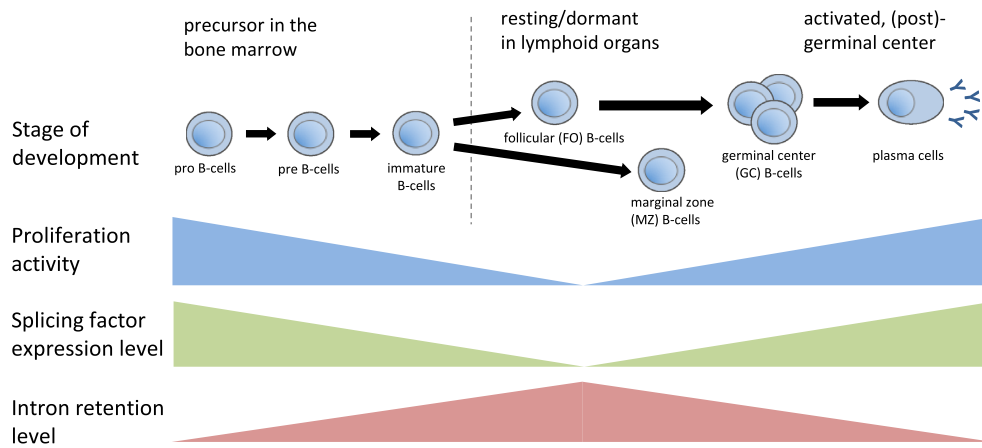 precursor in the
bone marrow
resting/dormant
in lymphoid organs
activated, (post)-
germinal center
Stage of
development
pro B-cells
pre B-cells
immature
B-cells
follicular (FO) B-cells
marginal zone
(MZ) B-cells
germinal center
(GC) B-cells
plasma cells
Proliferation
activity
Splicing factor
expression level
Intron retention
level